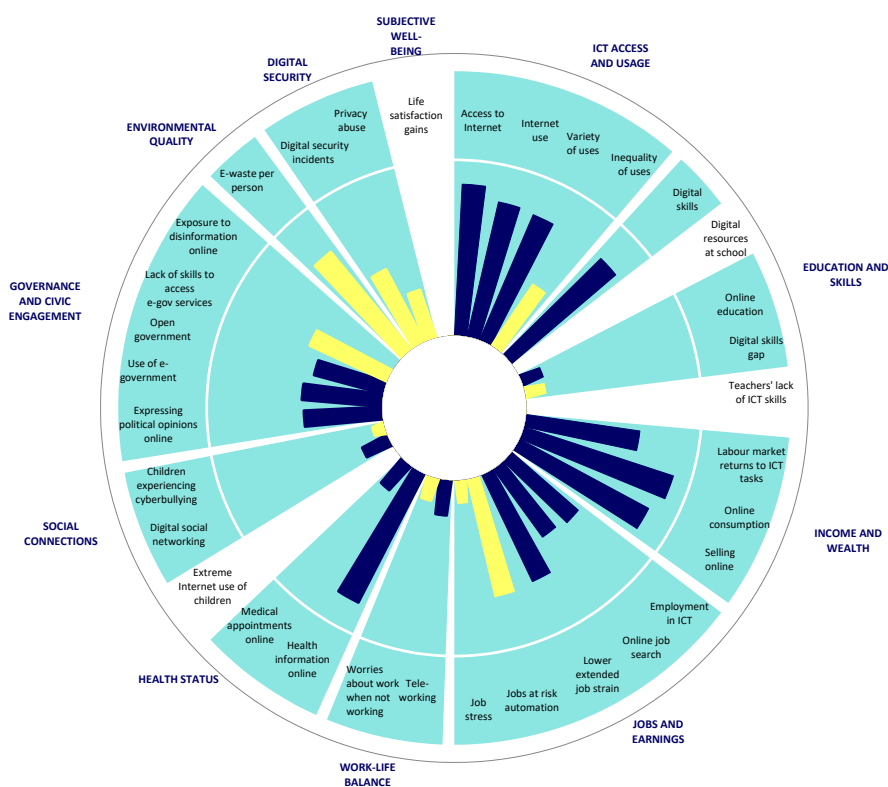 SUBJECTIVE
WELL-
BEING
Life
satisfaction
gains
ICT ACCESS
AND USAGE
Access to
Internet
Internet
use
Variety
of uses
Inequality
of uses
EDUCATION AND
SKILLS
Digital
skills
Digital
resources
at school
Online
education
Digital skills
gap
Teachers' lack
of ICT skills
INCOME AND
WEALTH
Labour market
returns to ICT
tasks
Online
consumption
Selling
online
JOBS AND
EARNINGS
Employment
in ICT
Online job
search
Lower
extended
job strain
Jobs at risk
automation
Job
stress
WORK-LIFE
BALANCE
Tele-
working
Worries
about work
when not
working
HEALTH STATUS
Health
information
online
Medical
appointments
online
SOCIAL
CONNECTIONS
Extreme
Internet use of
children
Digital social
networking
Children
experiencing
cyberbullying
GOVERNANCE
AND CIVIC
ENGAGEMENT
Expressing
political opinions
online
Use of e-
government
Open
government
Lack of skills to
access
e-gov services
Exposure to
disinformation
online
ENVIRONMENTAL
QUALITY
E-waste per
person
DIGITAL
SECURITY
Digital security
incidents
Privacy
abuse